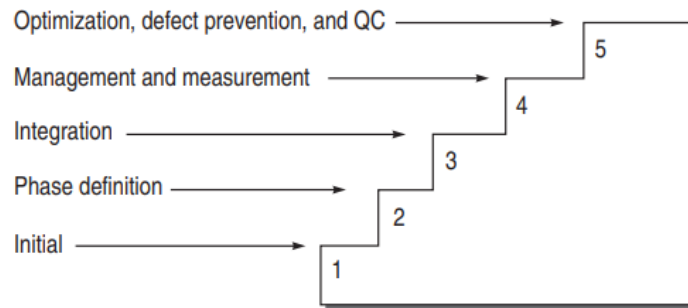 Optimization, defect prevention, and QC
5
Management and measurement
4
Integration
3
Phase definition
2
Initial
1